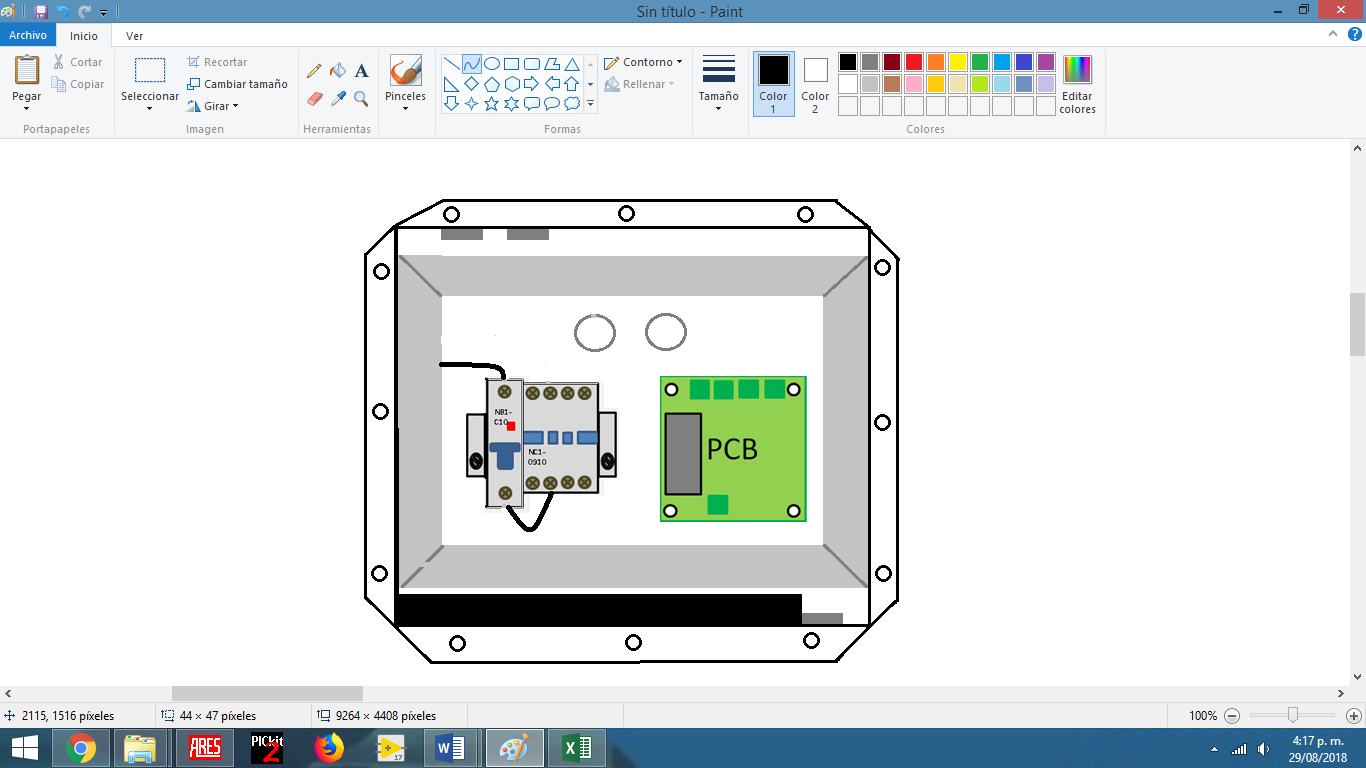 Sin título - Paint
Archivo
Inicio
Ver
Pegar
Cortar
Copiar
Portapapeles
Seleccionar
Recortar
Cambiar tamaño
Girar
Imagen
A
Herramientas
Pinceles
Contorno
Rellenar
Formas
Tamaño
Color
1
Color
2
Editar
colores
Colores
NB1-
C10
NC1-
0910
PCB
2115, 1516 píxeles
44 × 47 píxeles
9264 × 4408 píxeles
100%
ARES
PICkit
2
17
W
X
4:17 p. m.
29/08/2018